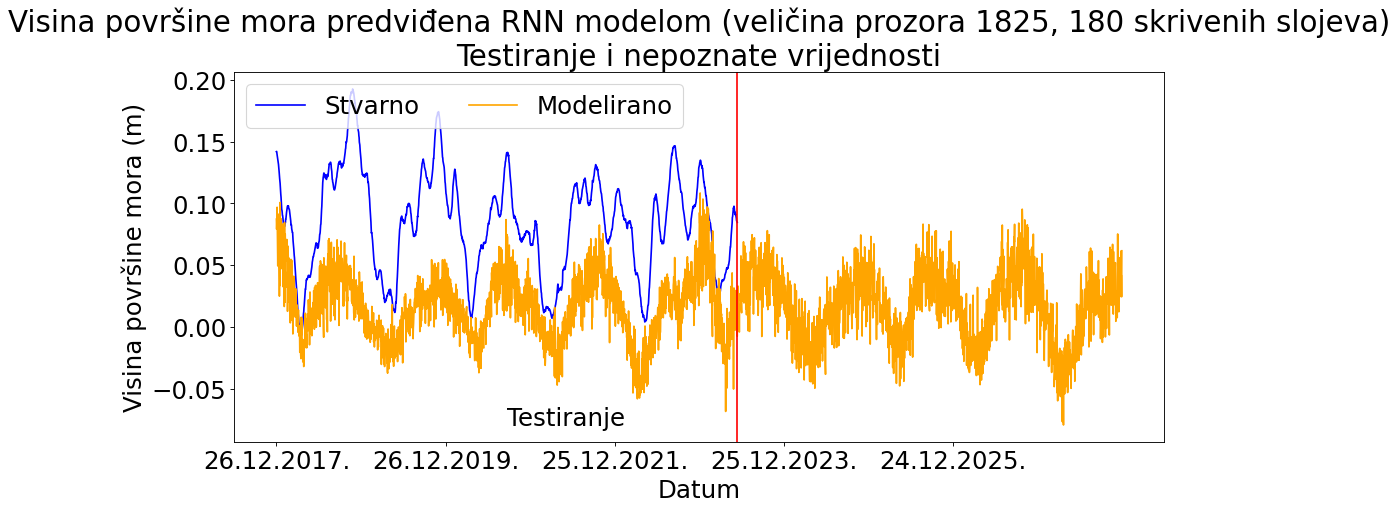 Visina površine mora predviđena RNN modelom (veličina prozora 1825, 180 skrivenih slojeva)
Testiranje i nepoznate vrijednosti
Stvarno
Modelirano
Visina površine mora (m)
0.20
0.15
0.10
0.05
0.00
−0.05
Testiranje
26.12.2017.
26.12.2019.
25.12.2021.
25.12.2023.
24.12.2025.
Datum